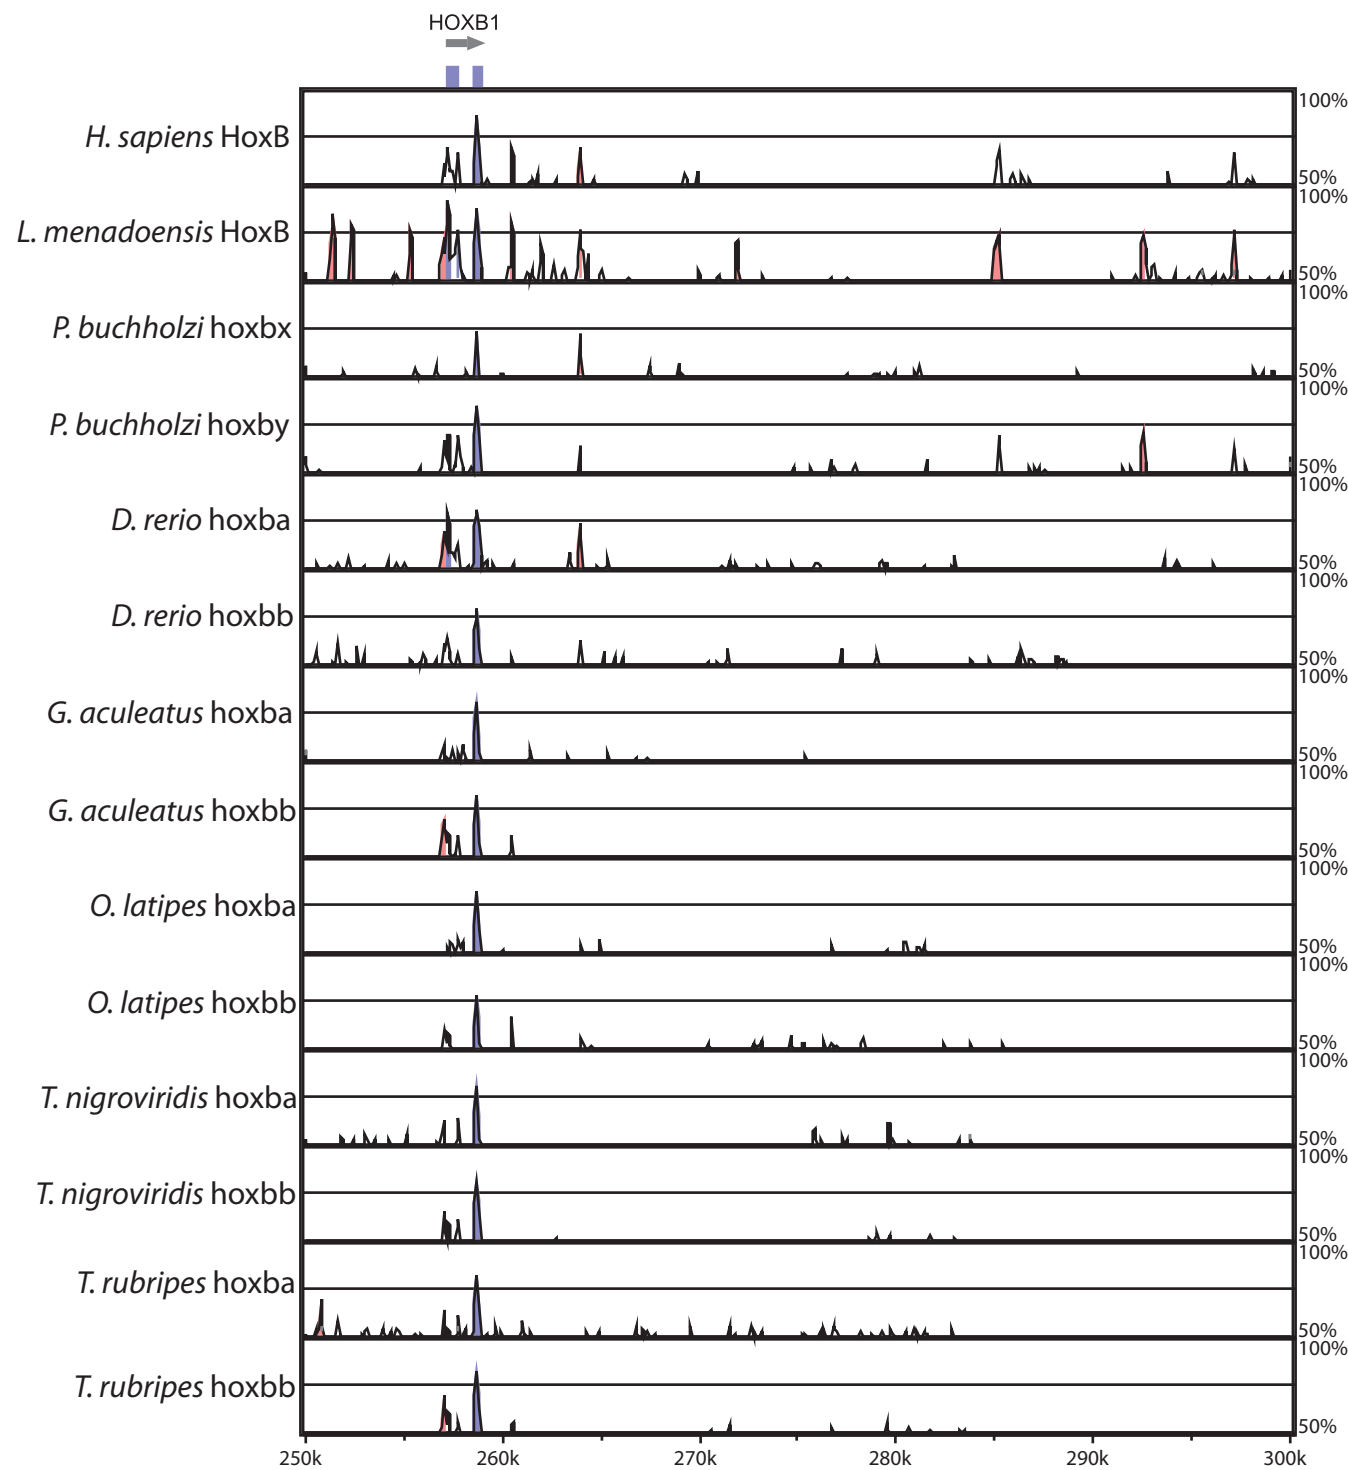 HOXB1
100%
H. sapiens HoxB
50%
100%
L. menadoensis HoxB
50%
100%
P. buchholzi hoxbx
50%
100%
P. buchholzi hoxby
50%
100%
D. rerio hoxba
50%
100%
D. rerio hoxbb
50%
100%
G. aculeatus hoxba
50%
100%
G. aculeatus hoxbb
50%
100%
O. latipes hoxba
50%
100%
O. latipes hoxbb
50%
100%
T. nigroviridis hoxba
50%
100%
T. nigroviridis hoxbb
50%
100%
T. rubripes hoxba
50%
100%
T. rubripes hoxbb
50%
250k 260k 270k 280k 290k 300k